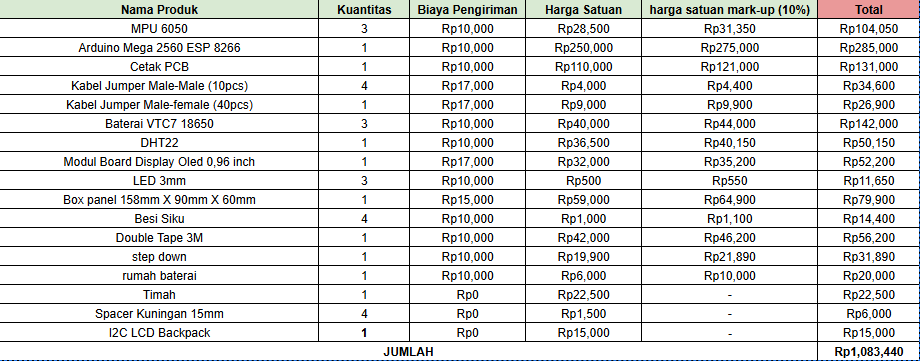 Nama Produk Kuantitas Biaya Pengiriman Harga Satuan harga satuan mark-up (10%) Total
MPU 6050 3 Rp10,000 Rp28,500 Rp31,350 Rp104,050
Arduino Mega 2560 ESP 8266 1 Rp10,000 Rp250,000 Rp275,000 Rp285,000
Cetak PCB 1 Rp10,000 Rp110,000 Rp121,000 Rp131,000
Kabel Jumper Male-Male (10pcs) 4 Rp17,000 Rp4,000 Rp4,400 Rp34,600
Kabel Jumper Male-female (40pcs) 1 Rp17,000 Rp9,000 Rp9,900 Rp26,900
Baterai VTC7 18650 3 Rp10,000 Rp40,000 Rp44,000 Rp142,000
DHT22 1 Rp10,000 Rp36,500 Rp40,150 Rp50,150
Modul Board Display Oled 0,96 inch 1 Rp17,000 Rp32,000 Rp35,200 Rp52,200
LED 3mm 3 Rp10,000 Rp500 Rp550 Rp11,650
Box panel 158mm X 90mm X 60mm 1 Rp15,000 Rp59,000 Rp64,900 Rp79,900
Besi Siku 4 Rp10,000 Rp1,000 Rp1,100 Rp14,400
Double Tape 3M 1 Rp10,000 Rp42,000 Rp46,200 Rp56,200
step down 1 Rp10,000 Rp19,900 Rp21,890 Rp31,890
rumah baterai 1 Rp10,000 Rp6,000 Rp10,000 Rp20,000
Timah 1 Rp0 Rp22,500 - Rp22,500
Spacer Kuningan 15mm 4 Rp0 Rp1,500 - Rp6,000
I2C LCD Backpack 1 Rp0 Rp15,000 - Rp15,000
JUMLAH Rp1,083,440